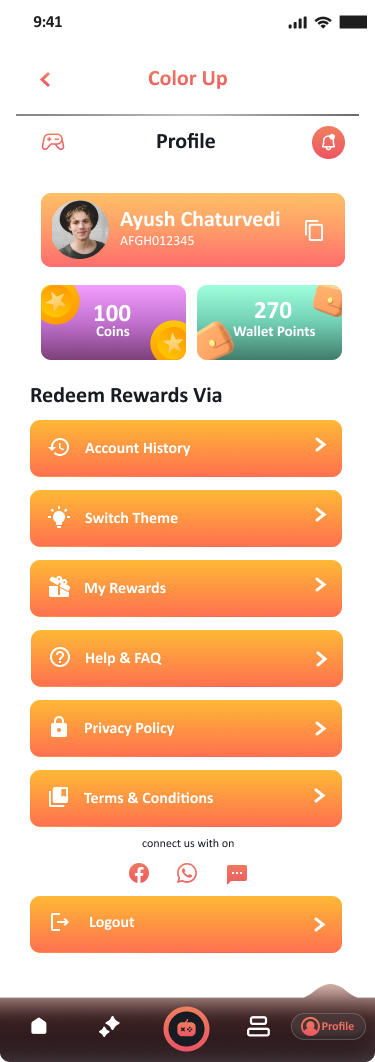 9:41
Color Up
Profile
Ayush Chaturvedi
AFGH012345
100
Coins
270
Wallet Points
Redeem Rewards Via
Account History
Switch Theme
My Rewards
Help & FAQ
Privacy Policy
Terms & Conditions
connect us with on
Logout
Profile